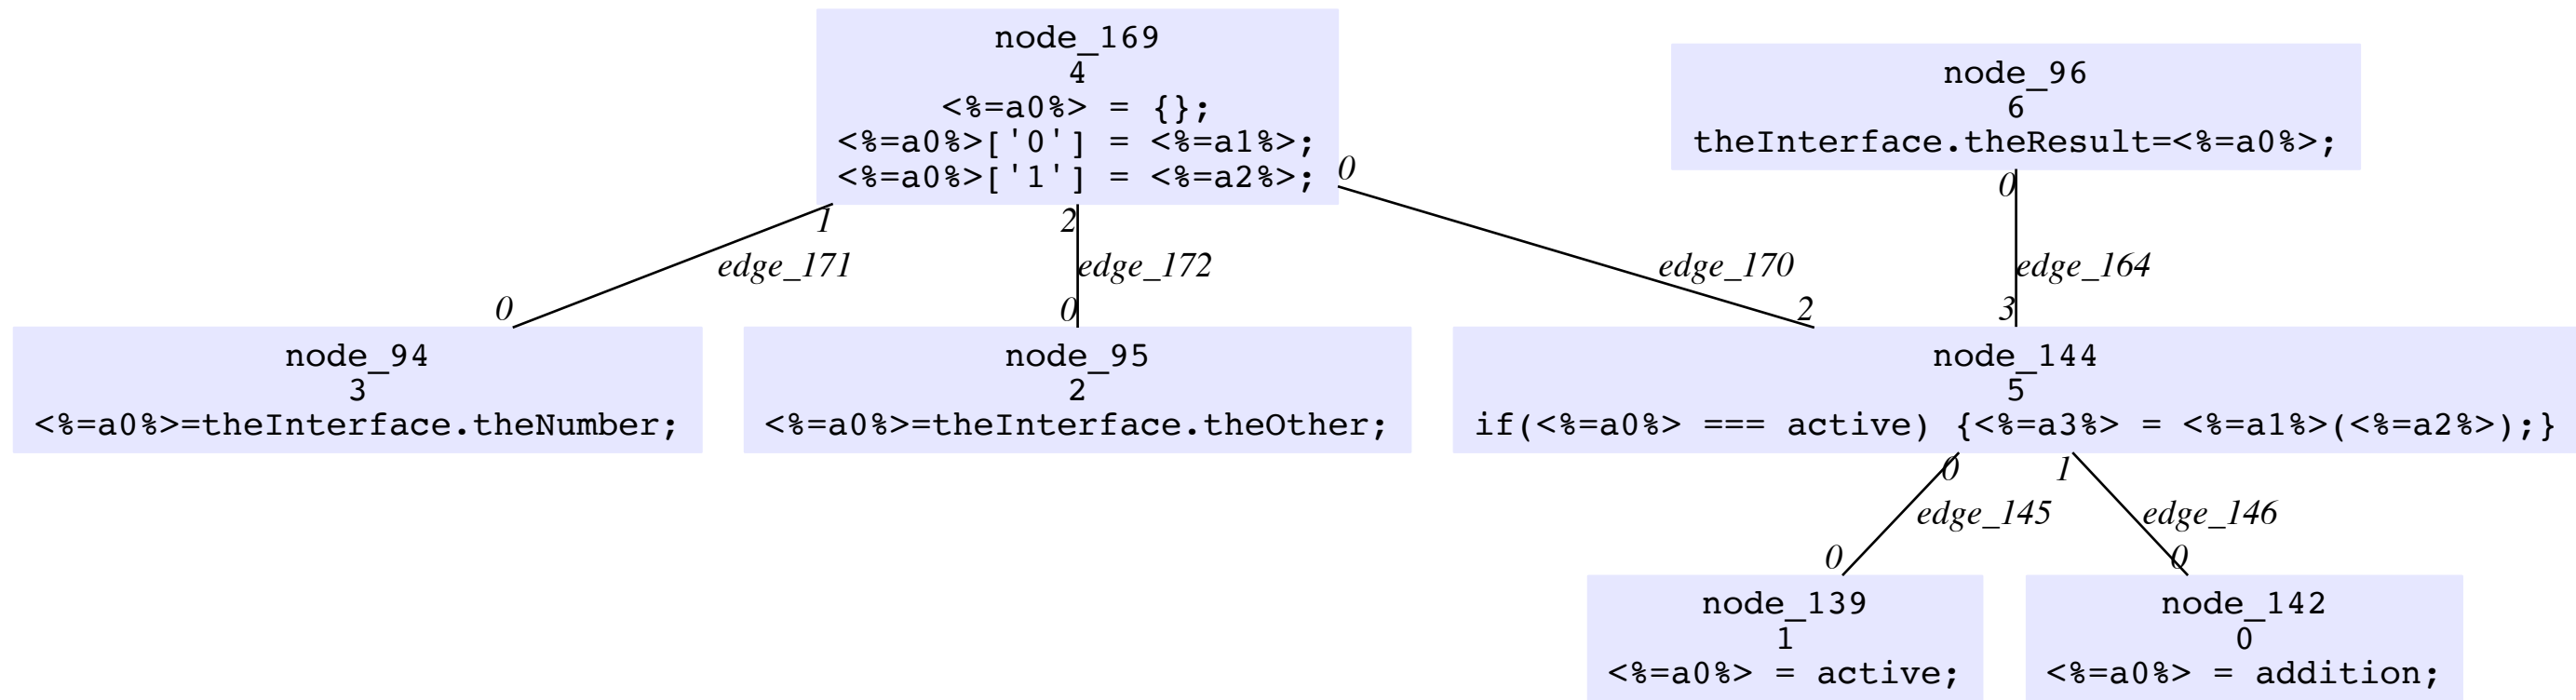 node_169
4
<%=a0%> = {};
<%=a0%>['0'] = <%=a1%>;
<%=a0%>['1'] = <%=a2%>;
node_96
6
theInterface.theResult=<%=a0%>;
1
2
0
0
edge_171
edge_172
edge_170
edge_164
0
0
2
3
node_94
3
<%=a0%>=theInterface.theNumber;
node_95
2
<%=a0%>=theInterface.theOther;
node_144
5
if(<%=a0%> === active) {<%=a3%> = <%=a1%>(<%=a2%>);}
0
1
edge_145
edge_146
0
0
node_139
1
<%=a0%> = active;
node_142
0
<%=a0%> = addition;